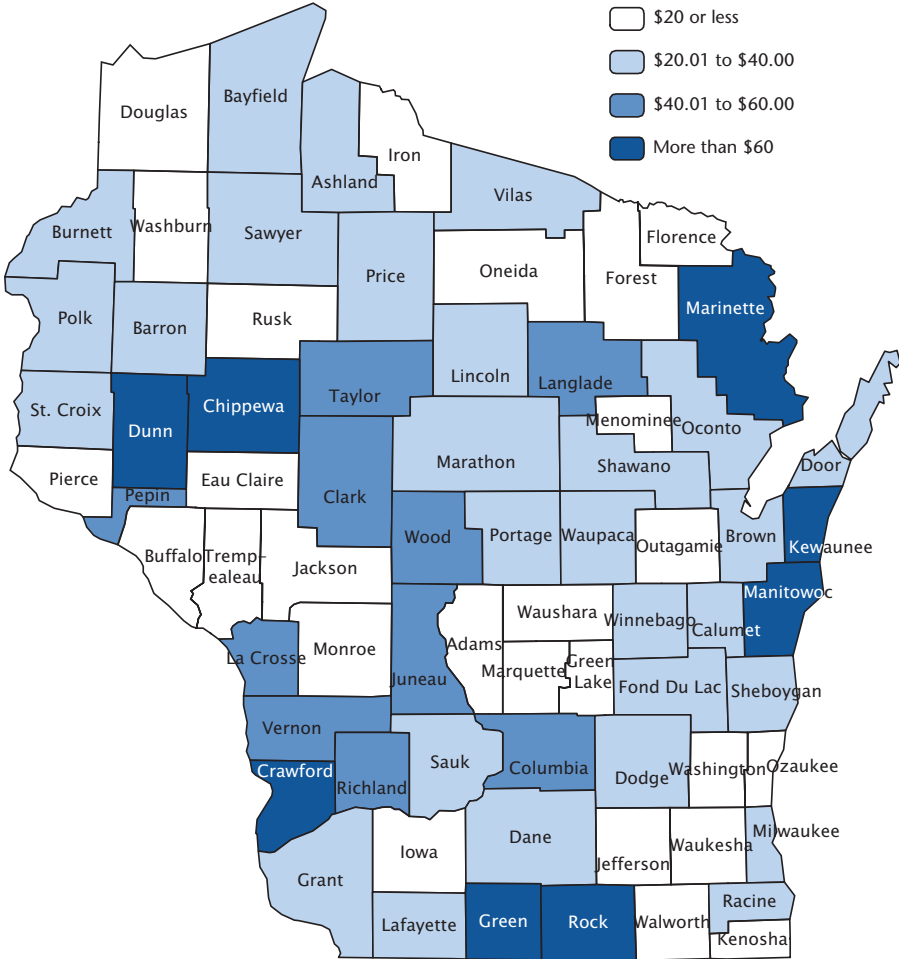 $20 or less
$20.01 to $40.00
$40.01 to $60.00
More than $60
Douglas
Bayfield
Iron
Ashland
Vilas
Washburn
Burnett
Sawyer
Florence
Price
Oneida
Forest
Marinette
Polk
Barron
Rusk
Lincoln
Langlade
Taylor
Chippewa
St. Croix
Dunn
Menominee
Oconto
Marathon
Shawano
Door
Pierce
Eau Claire
Pepin
Clark
Wood
Portage
Waupaca
Outagamie
Brown
Kewaunee
Buffalo
Tremp-
ealeau
Jackson
Manitowoc
Waushara
Winnebago
Calumet
Adams
Monroe
La Crosse
Juneau
Marquette
Green
Lake
Fond Du Lac
Sheboygan
Vernon
Sauk
Columbia
Dodge
Washington
Ozaukee
Crawford
Richland
Dane
Milwaukee
Iowa
Jefferson
Waukesha
Grant
Lafayette
Green
Rock
Walworth
Racine
Kenosha